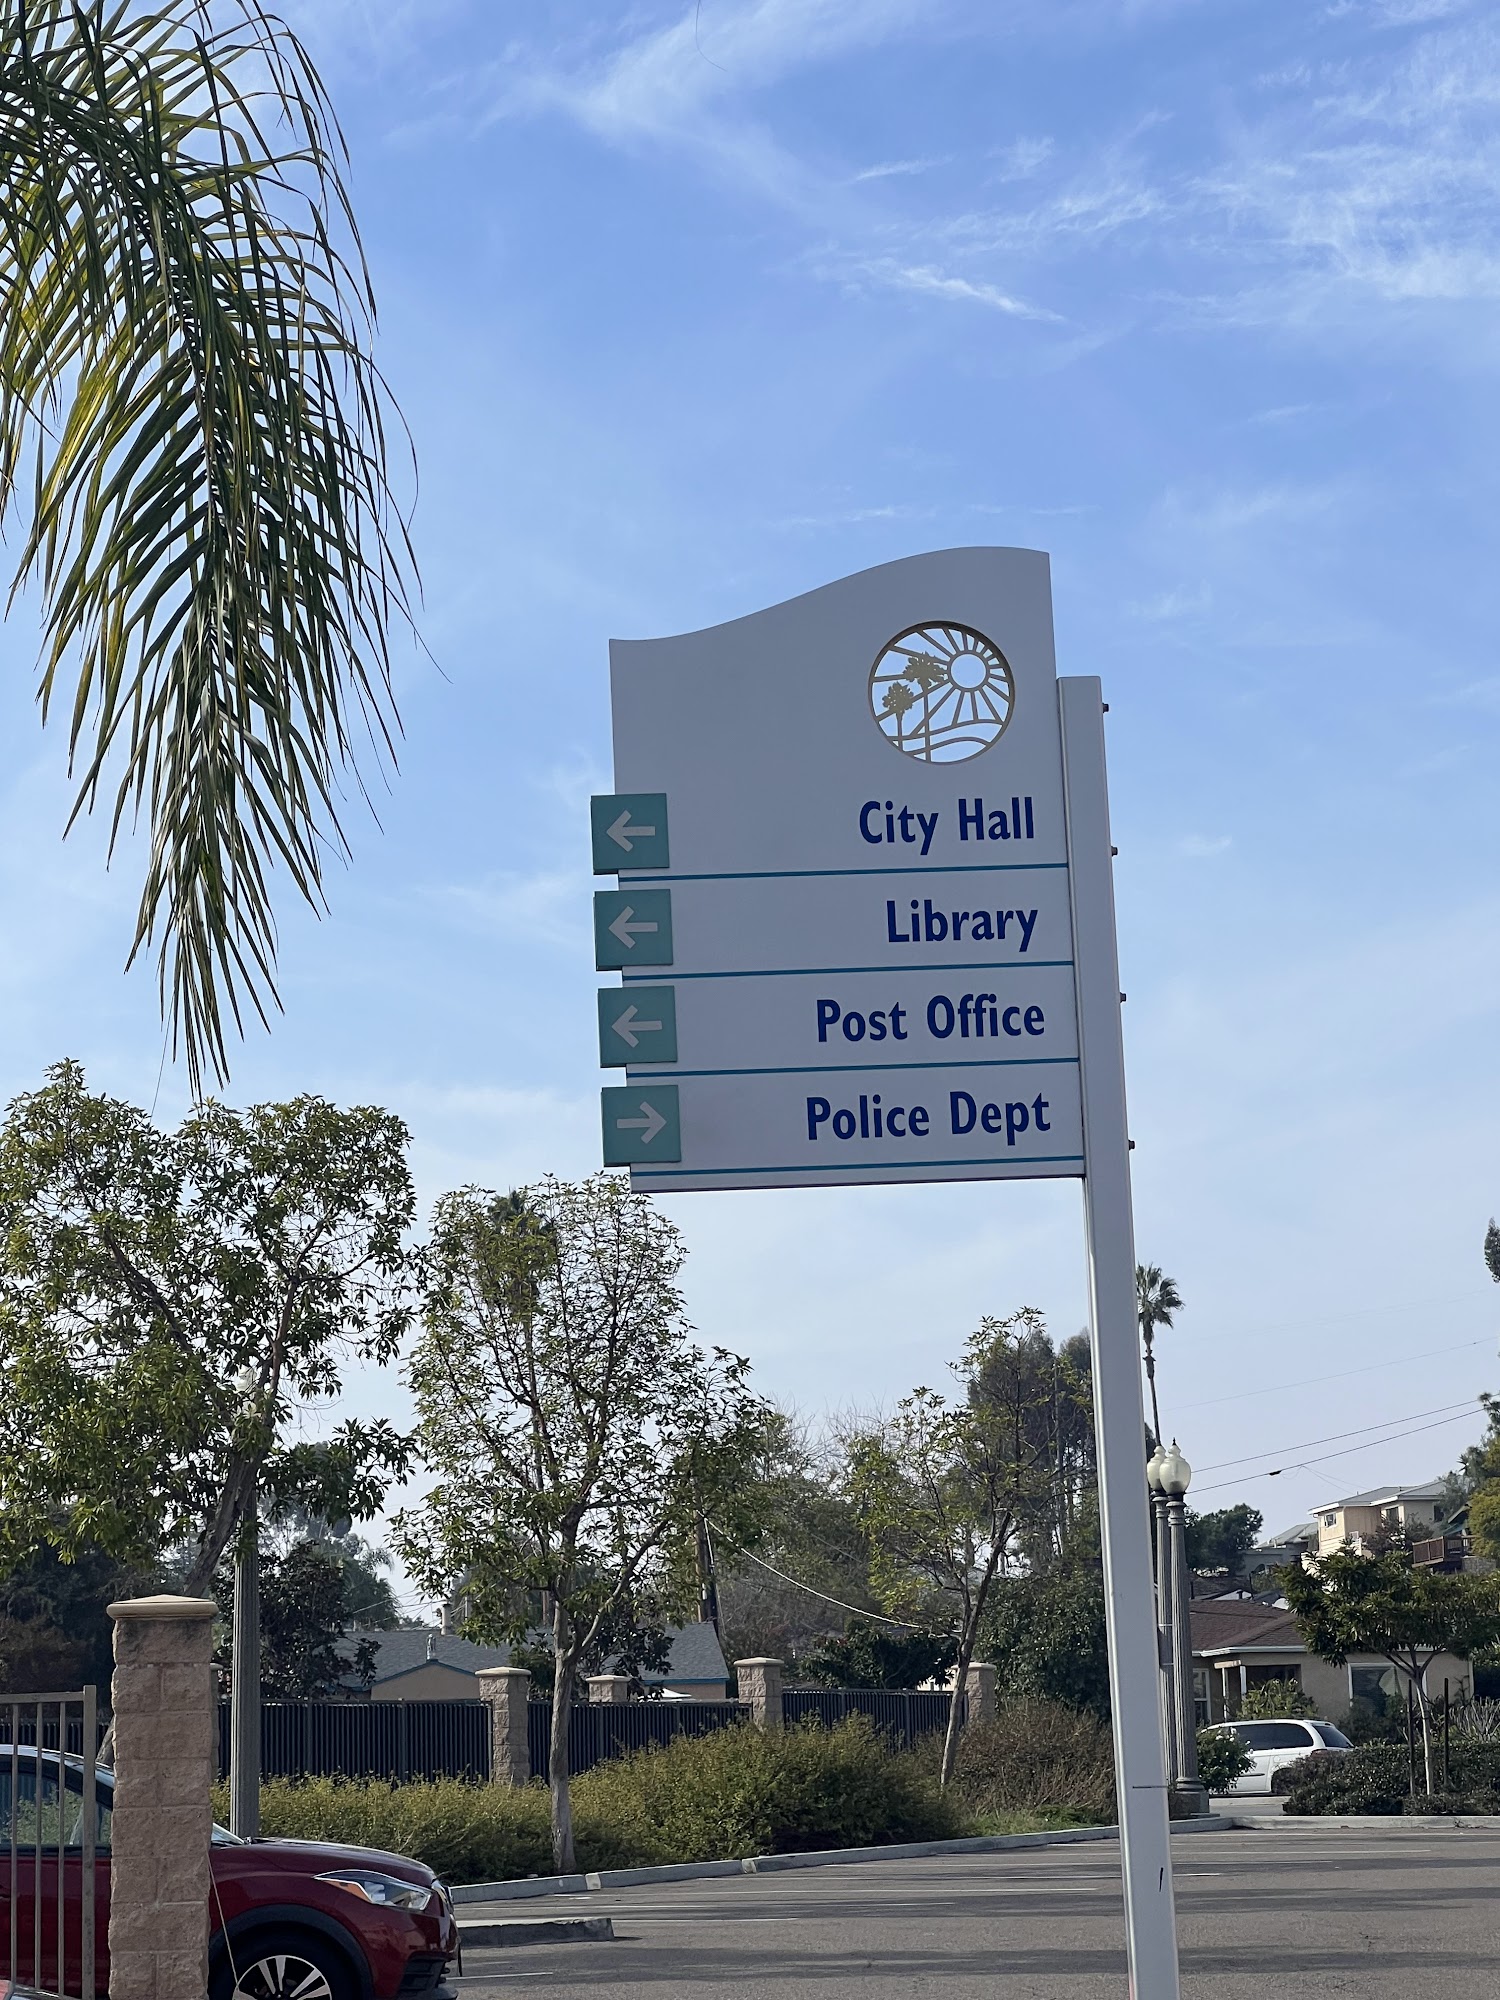 City Hall
Library
Post Office
Police Dept